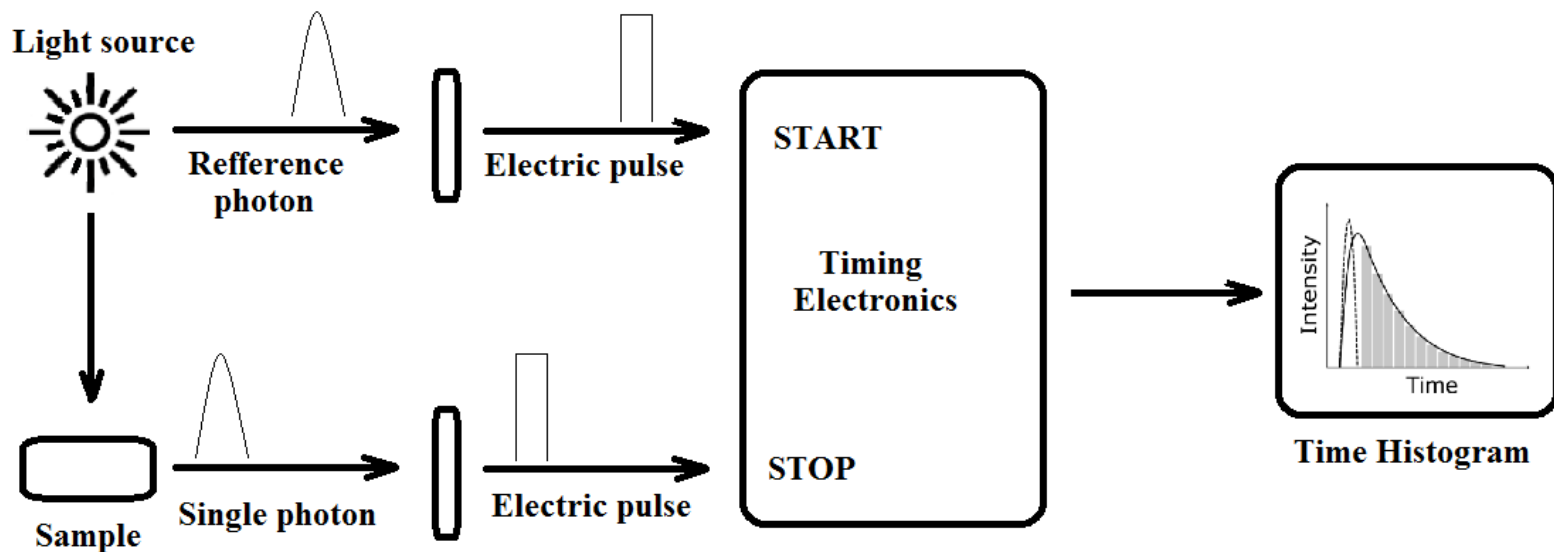 Light source
Refference
photon
Electric pulse
START
Timing
Electronics
STOP
Sample
Single photon
Electric pulse
Intensity
Time
Time Histogram